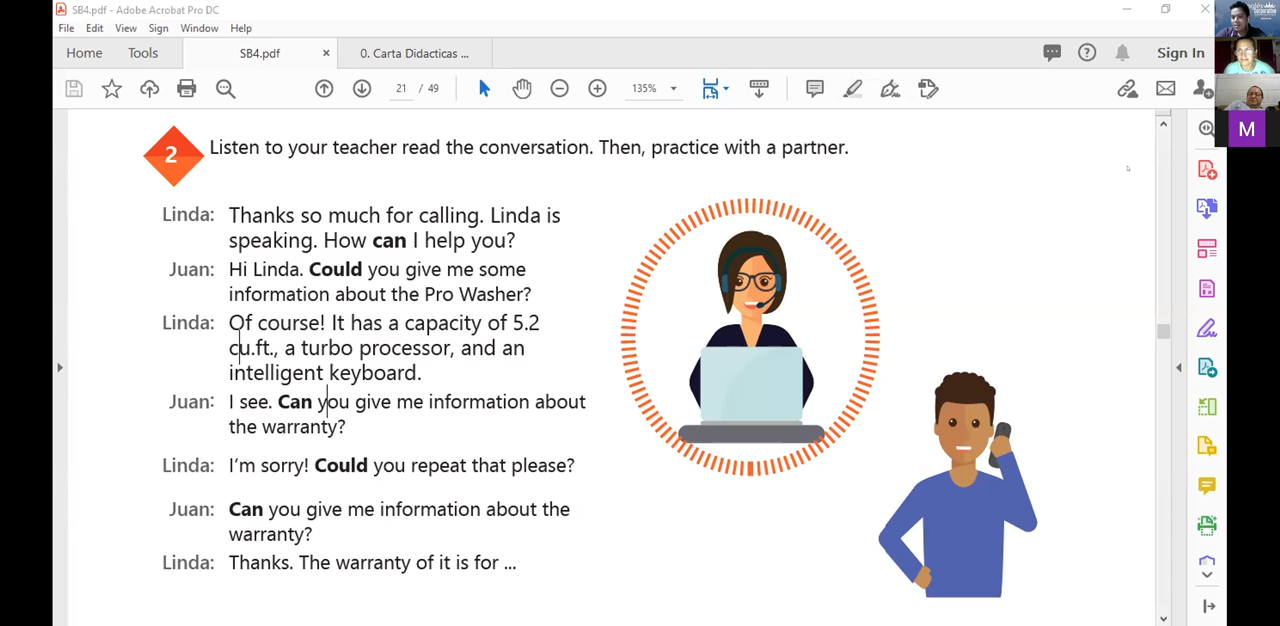 SB4.pdf - Adobe Acrobat Pro DC
File Edit View Sign Window Help
Home Tools SB4.pdf × 0. Carta Didacticas ... Sign In
21 / 49 135%
M
2 Listen to your teacher read the conversation. Then, practice with a partner.
Linda: Thanks so much for calling. Linda is
speaking. How can I help you?
Juan: Hi Linda. Could you give me some
information about the Pro Washer?
Linda: Of course! It has a capacity of 5.2
cu.ft., a turbo processor, and an
intelligent keyboard.
Juan: I see. Can you give me information about
the warranty?
Linda: I'm sorry! Could you repeat that please?
Juan: Can you give me information about the
warranty?
Linda: Thanks. The warranty of it is for ...